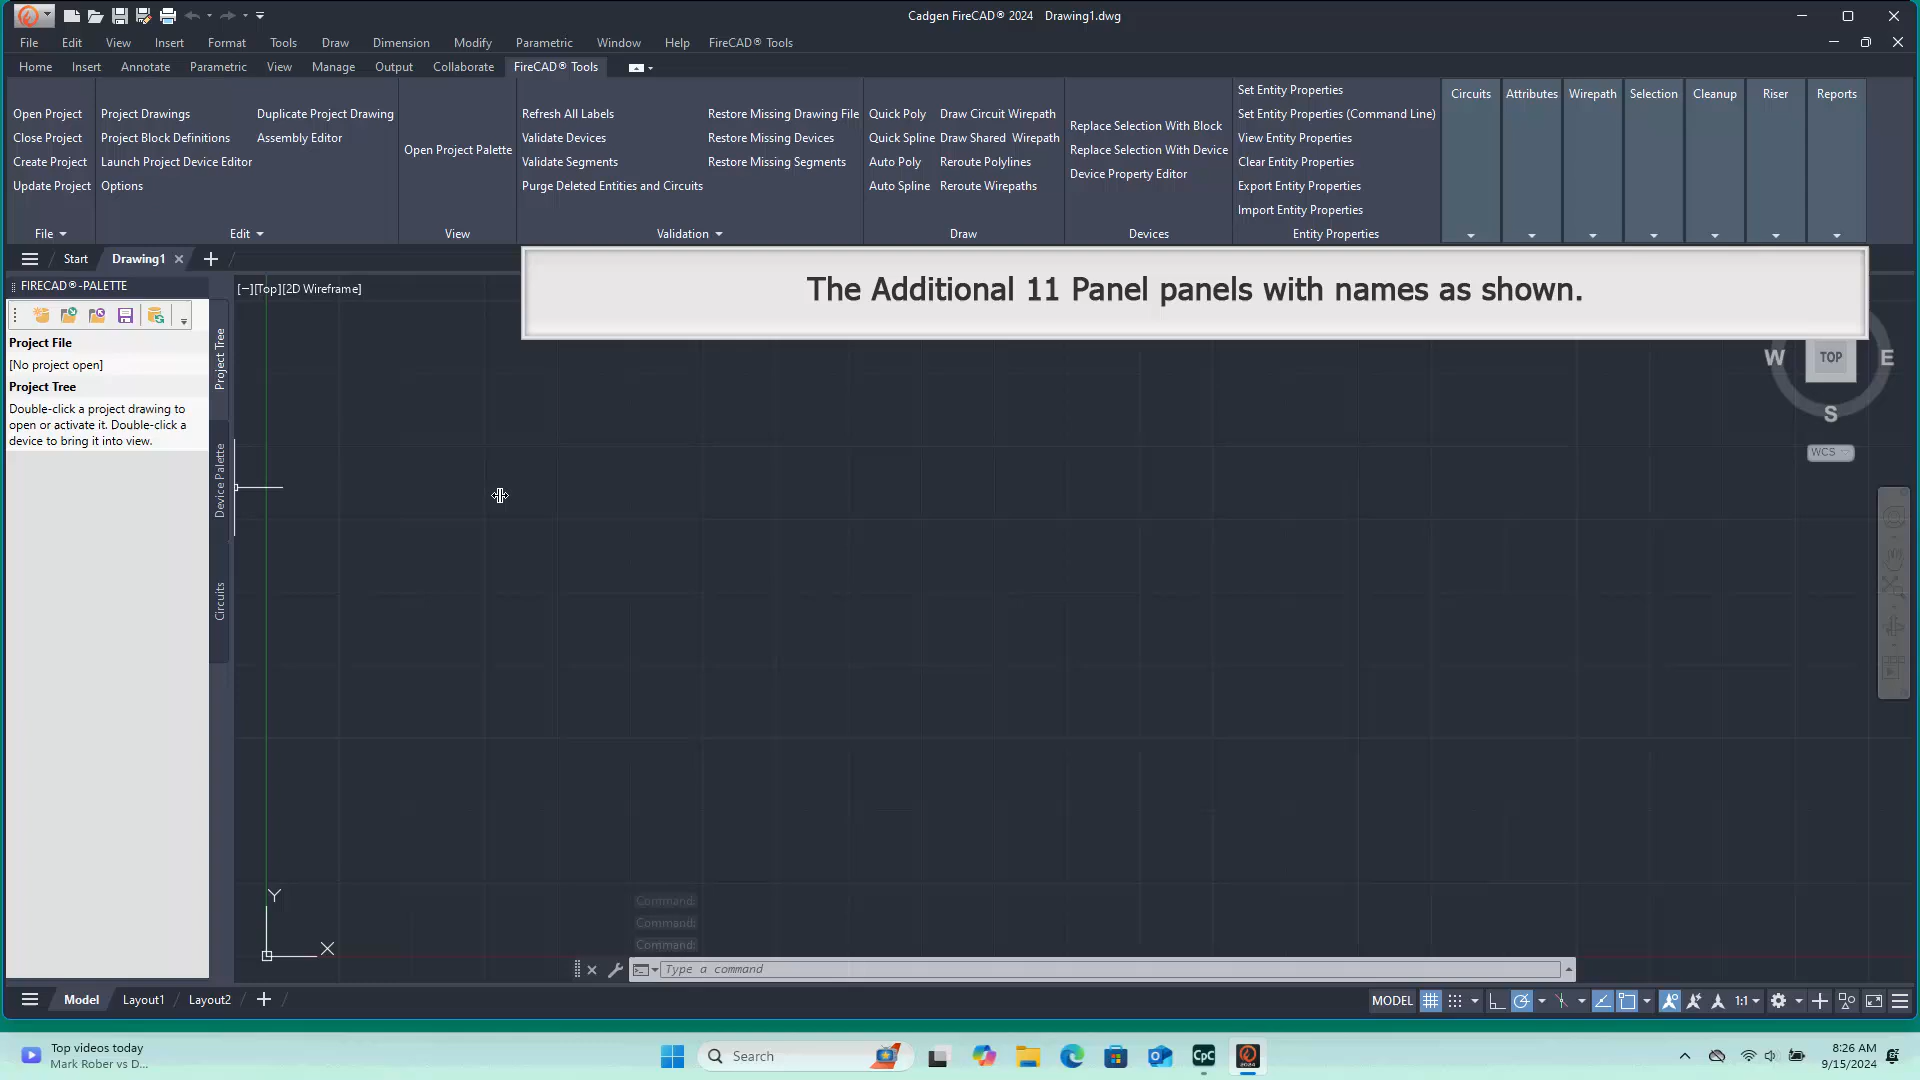 Cadgen FireCAD® 2024 Drawing1.dwg
File Edit View Insert Format Tools Draw Dimension Modify Parametric Window Help FireCAD® Tools
Home Insert Annotate Parametric View Manage Output Collaborate FireCAD® Tools
Open Project
Close Project
Create Project
Update Project
File
Project Drawings
Project Block Definitions
Launch Project Device Editor
Options
Duplicate Project Drawing
Assembly Editor
Edit
Open Project Palette
View
Refresh All Labels
Validate Devices
Validate Segments
Purge Deleted Entities and Circuits
Restore Missing Drawing File
Restore Missing Devices
Restore Missing Segments
Validation
Quick Poly
Quick Spline
Auto Poly
Auto Spline
Draw Circuit Wirepath
Draw Shared Wirepath
Reroute Polylines
Reroute Wirepaths
Draw
Replace Selection With Block
Replace Selection With Device
Device Property Editor
Devices
Set Entity Properties
Set Entity Properties (Command Line)
View Entity Properties
Clear Entity Properties
Export Entity Properties
Import Entity Properties
Entity Properties
Circuits Attributes Wirepath Selection Cleanup Riser Reports
Start Drawing1
The Additional 11 Panel panels with names as shown.
FIRECAD®-PALETTE
Project File
[No project open]
Project Tree
Double-click a project drawing to
open or activate it. Double-click a
device to bring it into view.
Project Tree
Device Palette
Circuits
[−][Top][2D Wireframe]
W TOP E
S
WCS
Y
X
Command:
Command:
Command:
Type a command
Model Layout1 Layout2
MODEL 1:1
Top videos today
Mark Rober vs D...
Search
CpC
2024
8:26 AM
9/15/2024